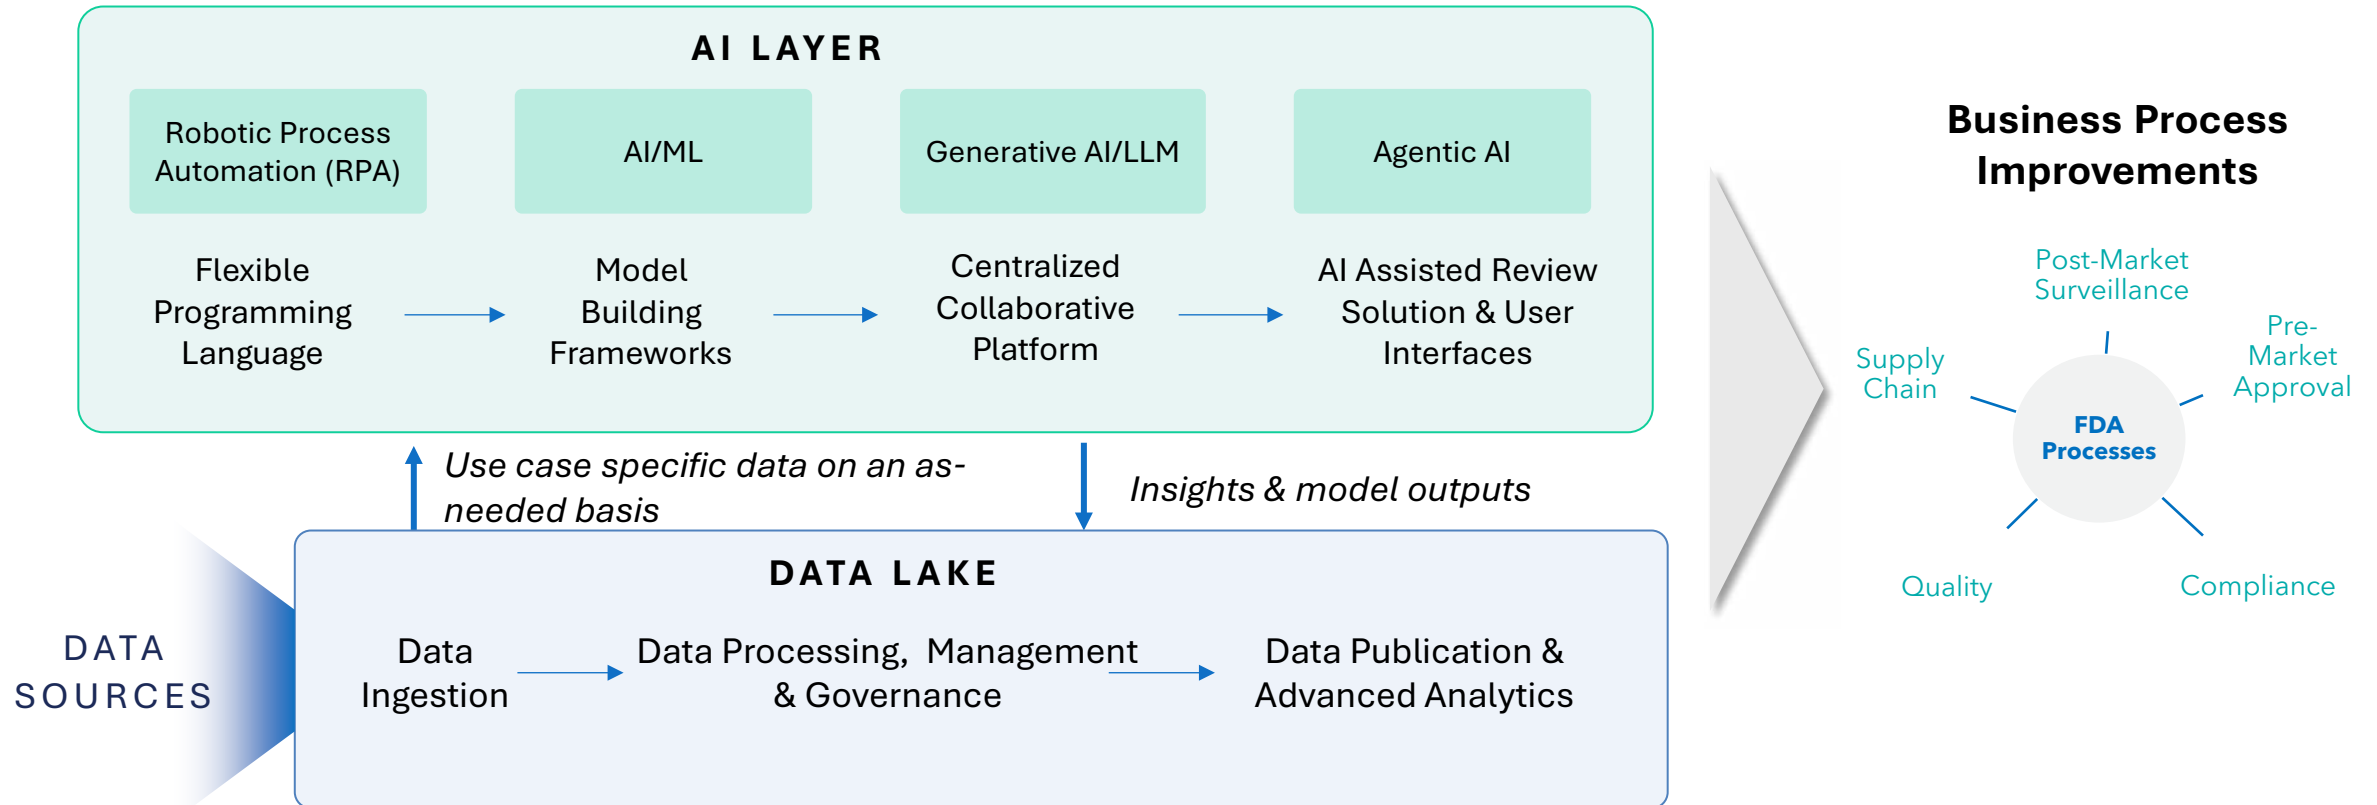 AI LAYER
Robotic Process
Automation (RPA)
AI/ML
Generative AI/LLM
Agentic AI
Flexible
Programming
Language
Model
Building
Frameworks
Centralized
Collaborative
Platform
AI Assisted Review
Solution & User
Interfaces
Use case specific data on an as-
needed basis
Insights & model outputs
DATA LAKE
DATA
SOURCES
Data
Ingestion
Data Processing, Management
& Governance
Data Publication &
Advanced Analytics
Business Process
Improvements
Post-Market
Surveillance
Pre-
Market
Approval
Supply
Chain
FDA
Processes
Quality
Compliance